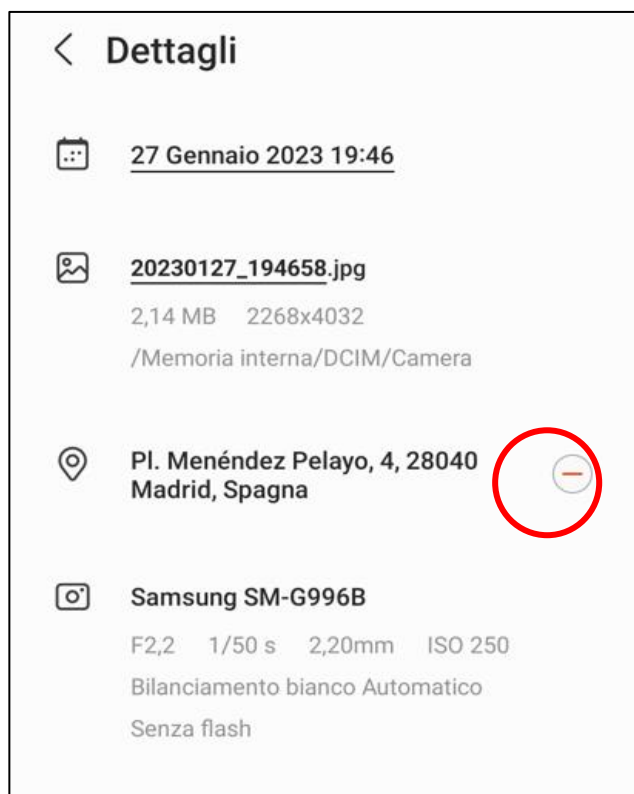 Dettagli
27 Gennaio 2023 19:46
20230127_194658.jpg
2,14 MB 2268x4032
/Memoria interna/DCIM/Camera
Pl. Menéndez Pelayo, 4, 28040
Madrid, Spagna
Samsung SM-G996B
F2,2 1/50 s 2,20mm ISO 250
Bilanciamento bianco Automatico
Senza flash